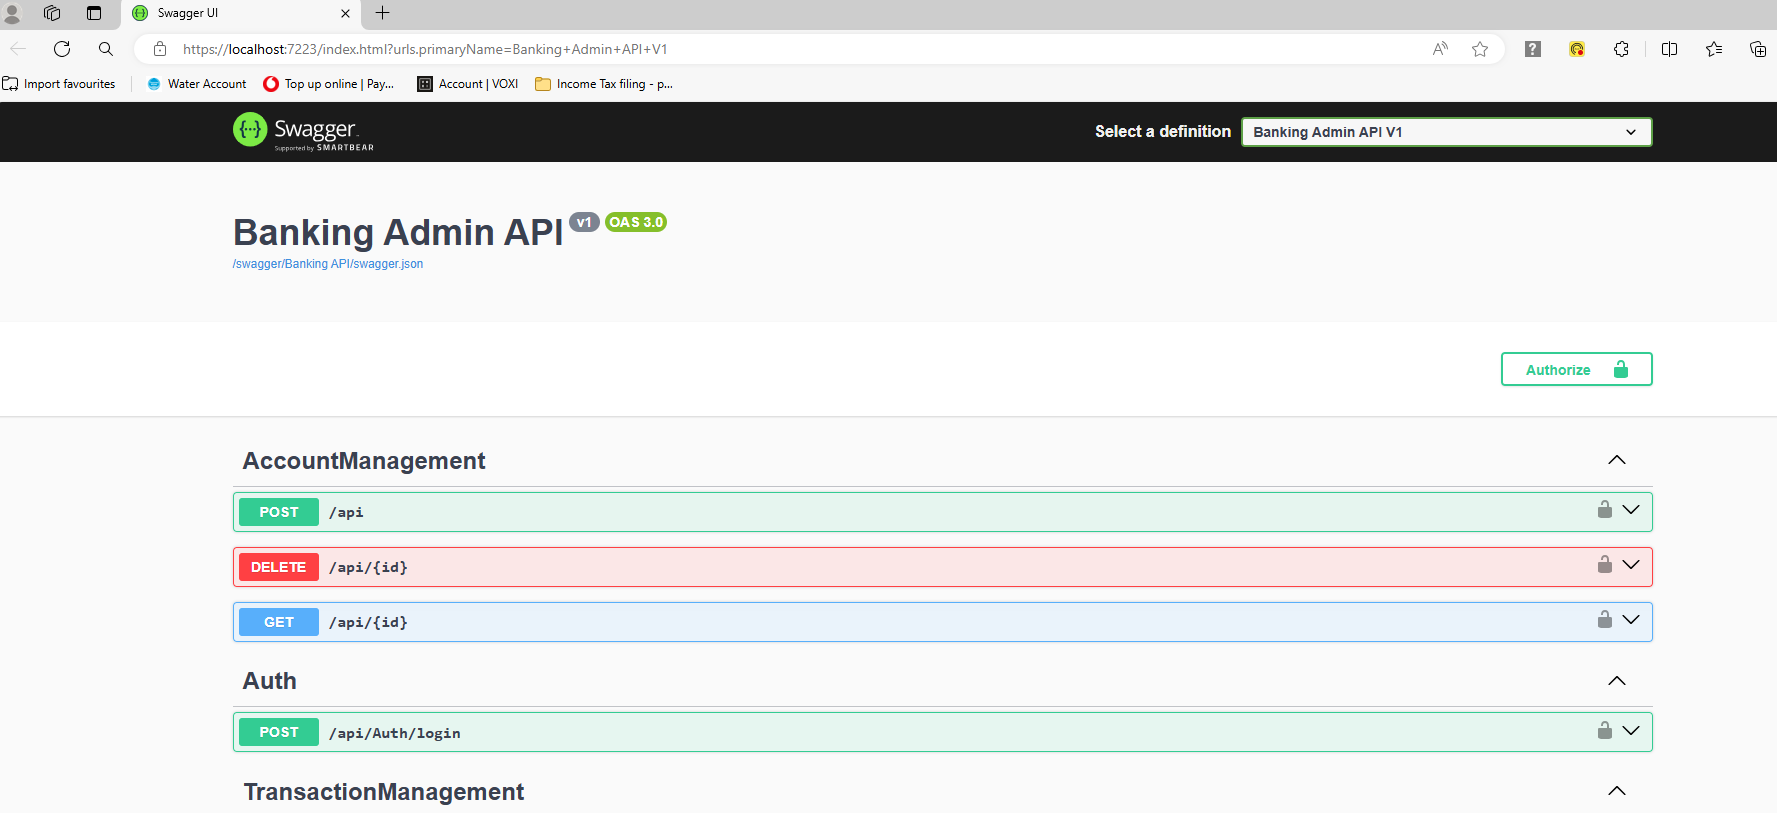 Swagger UI
https://localhost:7223/index.html?urls.primaryName=Banking+Admin+API+V1
Import favourites
Water Account
Top up online | Pay...
Account | VOXI
Income Tax filing - p...
Swagger
Supported by SMARTBEAR
Select a definition
Banking Admin API V1
Banking Admin API v1 OAS 3.0
/swagger/Banking API/swagger.json
Authorize
AccountManagement
POST /api
DELETE /api/{id}
GET /api/{id}
Auth
POST /api/Auth/login
TransactionManagement